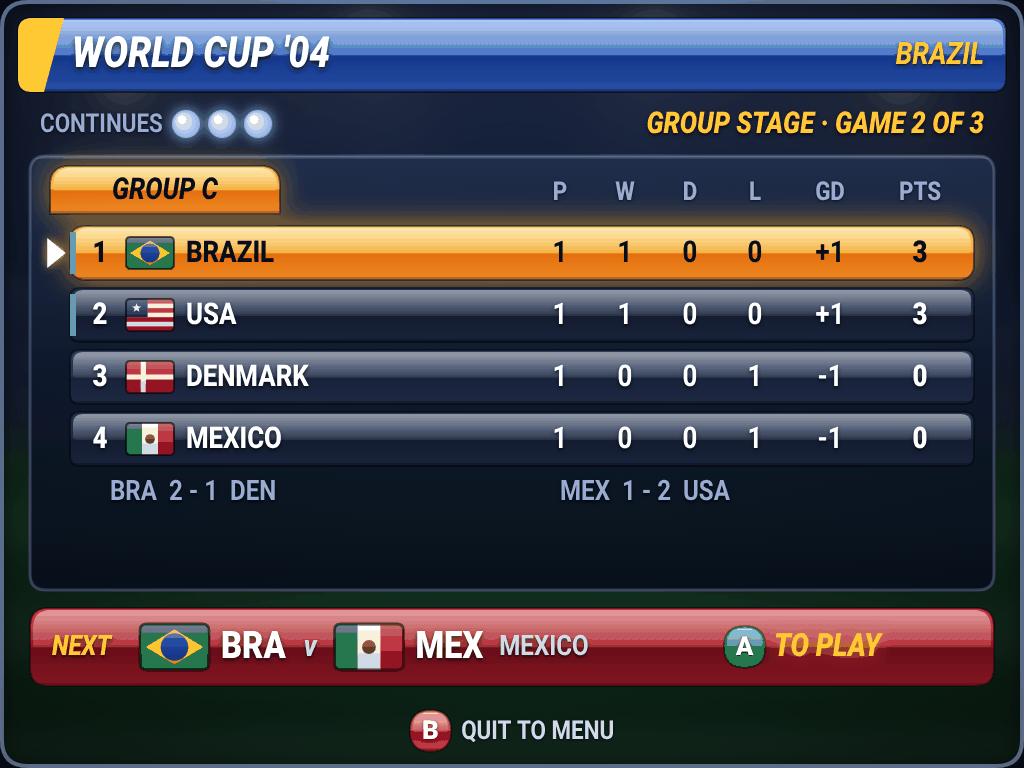 WORLD CUP '04
BRAZIL
CONTINUES
GROUP STAGE · GAME 2 OF 3
GROUP C P W D L GD PTS
1 BRAZIL 1 1 0 0 +1 3
2 USA 1 1 0 0 +1 3
3 DENMARK 1 0 0 1 -1 0
4 MEXICO 1 0 0 1 -1 0
BRA 2 - 1 DEN MEX 1 - 2 USA
NEXT BRA v MEX MEXICO A TO PLAY
B QUIT TO MENU